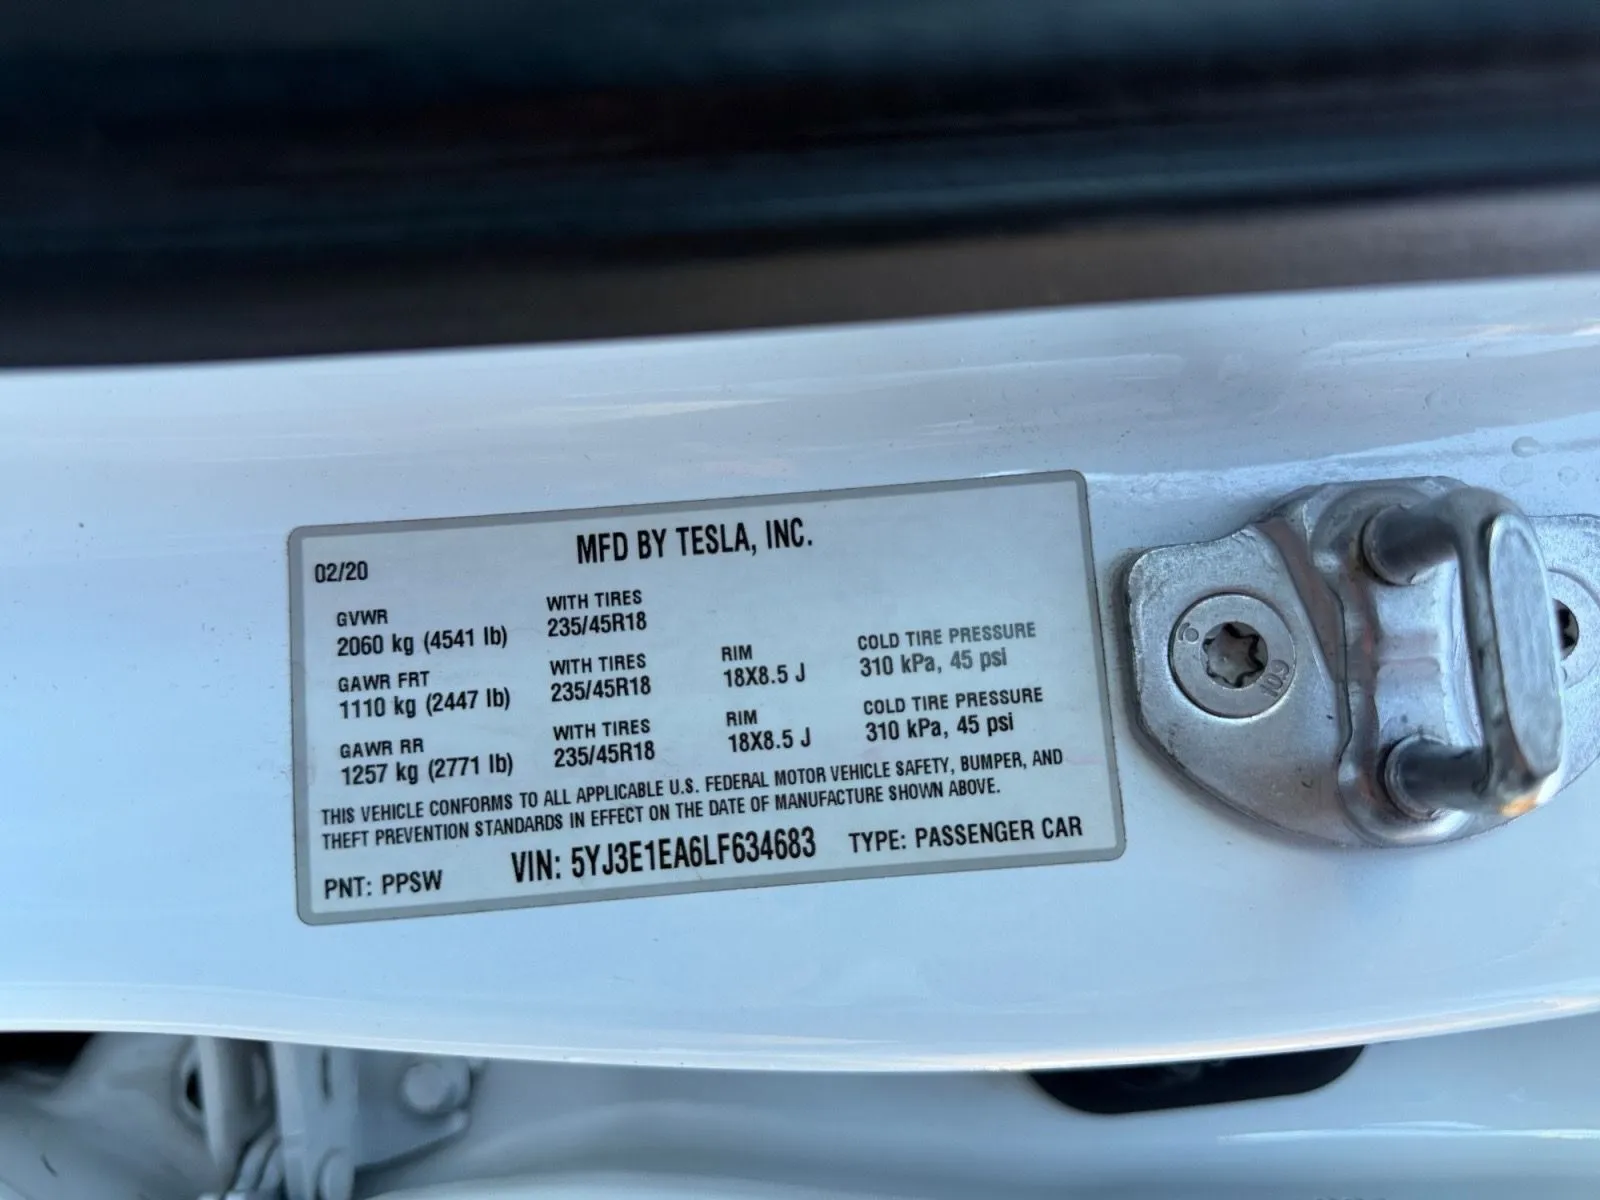 MFD BY TESLA, INC.
02/20
GVWR WITH TIRES
2060 kg (4541 lb) 235/45R18
GAWR FRT WITH TIRES RIM COLD TIRE PRESSURE
1110 kg (2447 lb) 235/45R18 18X8.5 J 310 kPa, 45 psi
GAWR RR WITH TIRES RIM COLD TIRE PRESSURE
1257 kg (2771 lb) 235/45R18 18X8.5 J 310 kPa, 45 psi
THIS VEHICLE CONFORMS TO ALL APPLICABLE U.S. FEDERAL MOTOR VEHICLE SAFETY, BUMPER, AND
THEFT PREVENTION STANDARDS IN EFFECT ON THE DATE OF MANUFACTURE SHOWN ABOVE.
PNT: PPSW VIN: 5YJ3E1EA6LF634683 TYPE: PASSENGER CAR
10.9